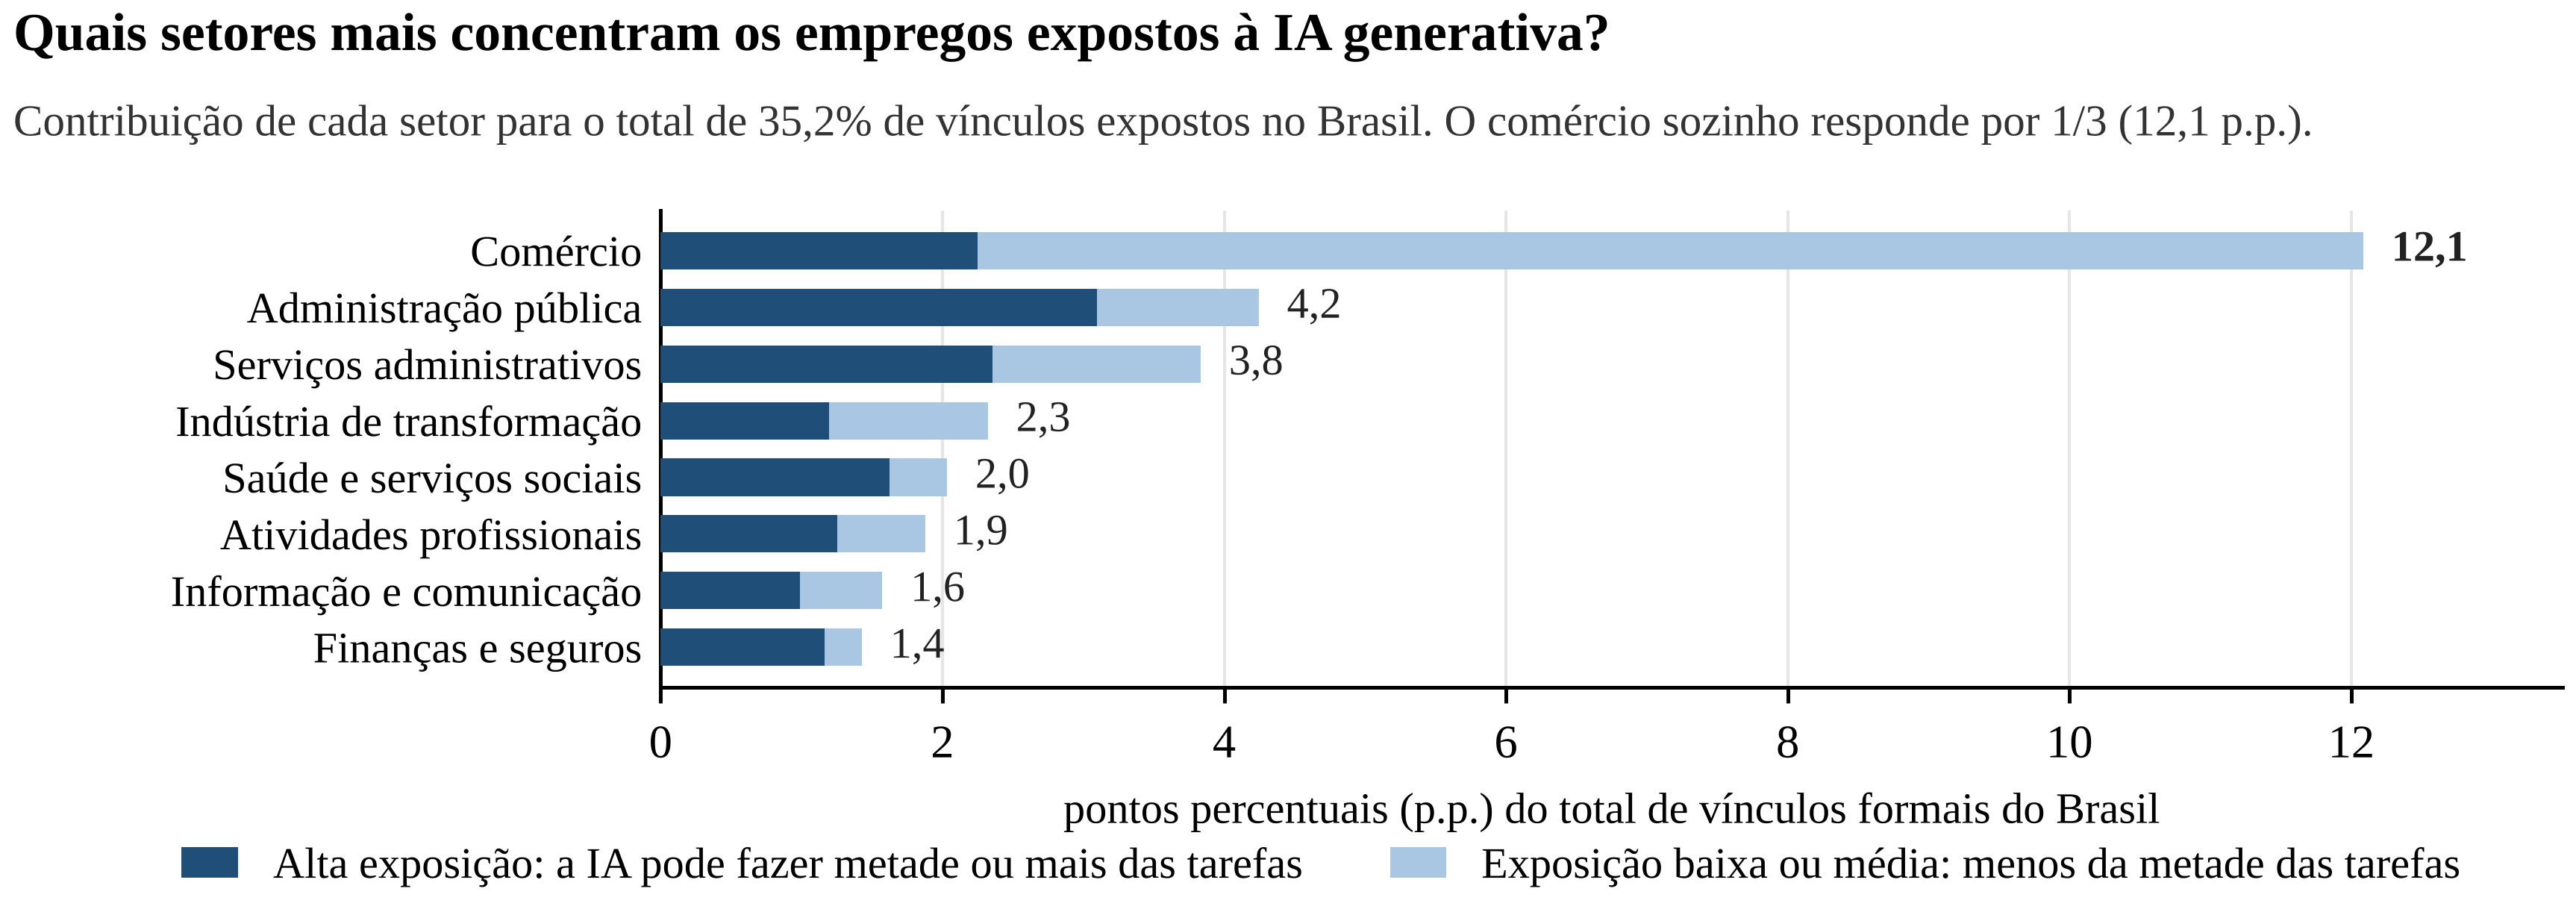 Quais setores mais concentram os empregos expostos à IA generativa?
Contribuição de cada setor para o total de 35,2% de vínculos expostos no Brasil. O comércio sozinho responde por 1/3 (12,1 p.p.).
Comércio 12,1
Administração pública 4,2
Serviços administrativos 3,8
Indústria de transformação 2,3
Saúde e serviços sociais 2,0
Atividades profissionais 1,9
Informação e comunicação 1,6
Finanças e seguros 1,4
0 2 4 6 8 10 12
pontos percentuais (p.p.) do total de vínculos formais do Brasil
Alta exposição: a IA pode fazer metade ou mais das tarefas Exposição baixa ou média: menos da metade das tarefas